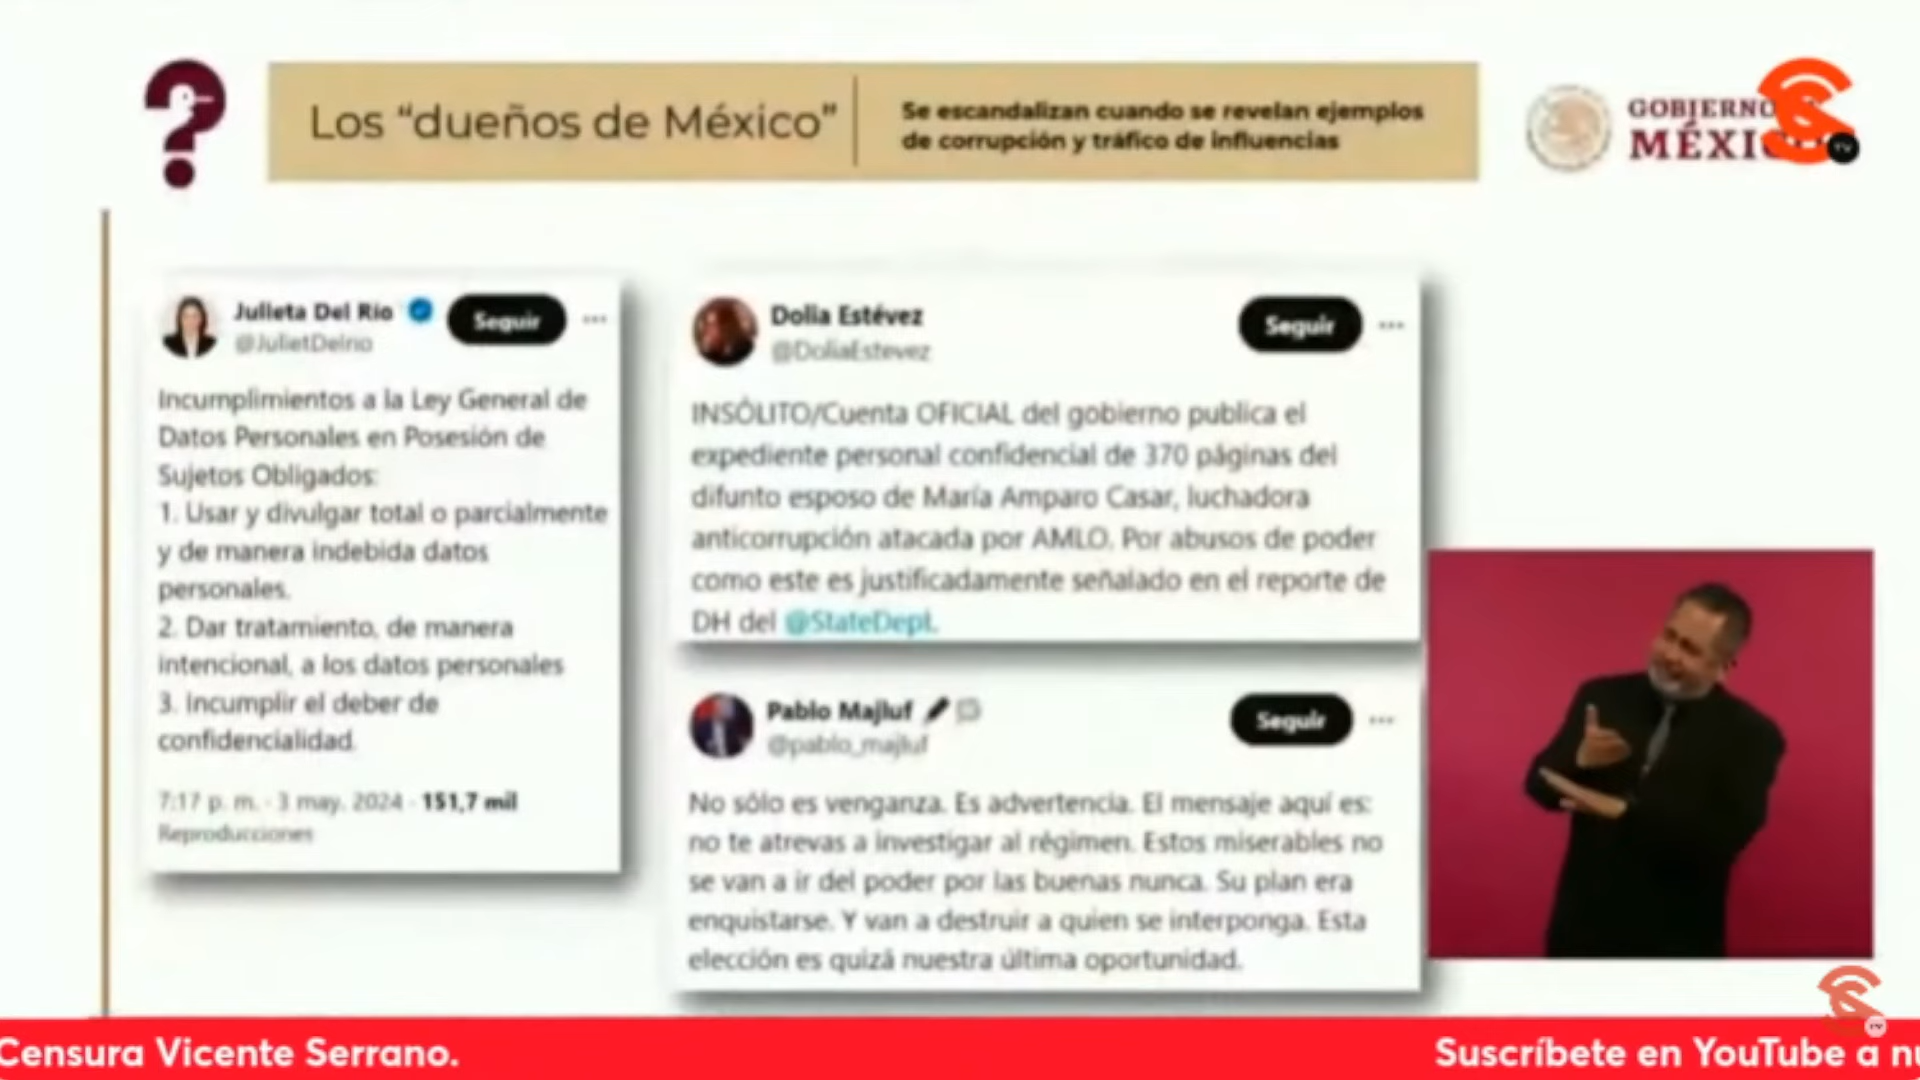 Los “dueños de México”
Se escandalizan cuando se revelan ejemplos
de corrupción y tráfico de influencias
GOBIERNO
MÉXICO
TV
Julieta Del Río
Seguir
@JulietDelrio
Incumplimientos a la Ley General de
Datos Personales en Posesión de
Sujetos Obligados:
1. Usar y divulgar total o parcialmente
y de manera indebida datos
personales.
2. Dar tratamiento, de manera
intencional, a los datos personales
3. Incumplir el deber de
confidencialidad.
7:17 p. m. · 3 may. 2024 · 151,7 mil
Reproducciones
Dolia Estévez
Seguir
@DoliaEstevez
INSÓLITO/Cuenta OFICIAL del gobierno publica el
expediente personal confidencial de 370 páginas del
difunto esposo de María Amparo Casar, luchadora
anticorrupción atacada por AMLO. Por abusos de poder
como este es justificadamente señalado en el reporte de
DH del @StateDept.
Pablo Majluf
Seguir
@pablo_majluf
No sólo es venganza. Es advertencia. El mensaje aquí es:
no te atrevas a investigar al régimen. Estos miserables no
se van a ir del poder por las buenas nunca. Su plan era
enquistarse. Y van a destruir a quien se interponga. Esta
elección es quizá nuestra última oportunidad.
TV
Censura Vicente Serrano.
Suscríbete en YouTube a nu